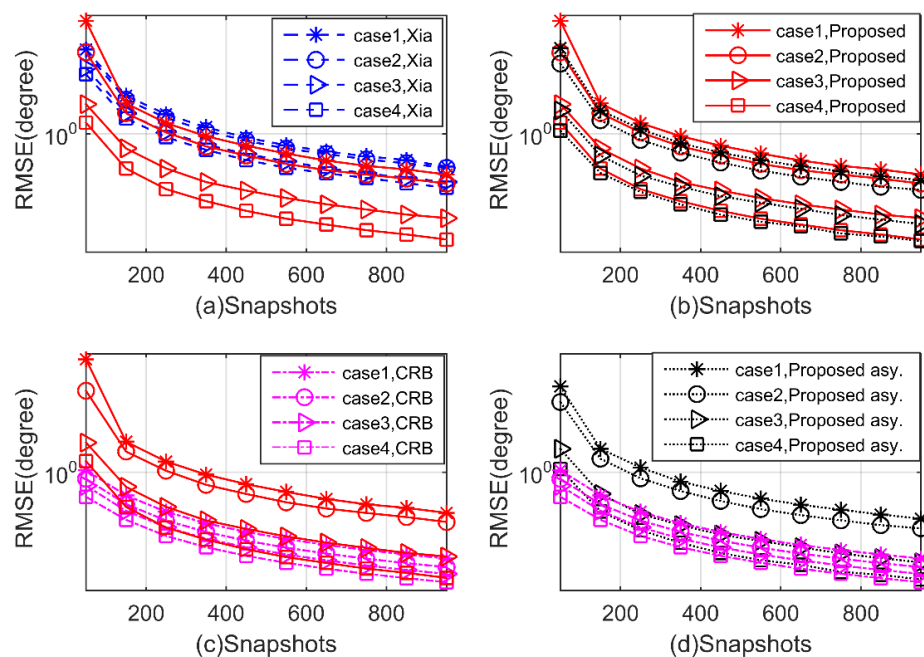 case1,Xia
case2,Xia
case3,Xia
case4,Xia
RMSE(degree)
10⁰
200 400 600 800
(a)Snapshots
case1,Proposed
case2,Proposed
case3,Proposed
case4,Proposed
RMSE(degree)
10⁰
200 400 600 800
(b)Snapshots
case1,CRB
case2,CRB
case3,CRB
case4,CRB
RMSE(degree)
10⁰
200 400 600 800
(c)Snapshots
case1,Proposed asy.
case2,Proposed asy.
case3,Proposed asy.
case4,Proposed asy.
RMSE(degree)
10⁰
200 400 600 800
(d)Snapshots